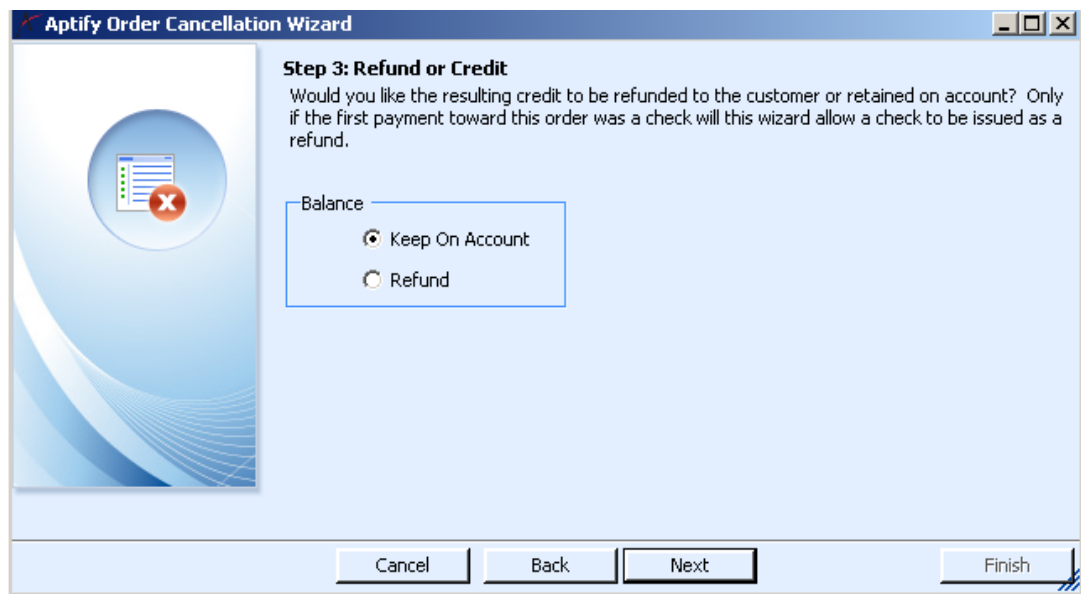 Aptify Order Cancellation Wizard
Step 3: Refund or Credit
Would you like the resulting credit to be refunded to the customer or retained on account? Only
if the first payment toward this order was a check will this wizard allow a check to be issued as a
refund.
Balance
Keep On Account
Refund
Cancel
Back
Next
Finish